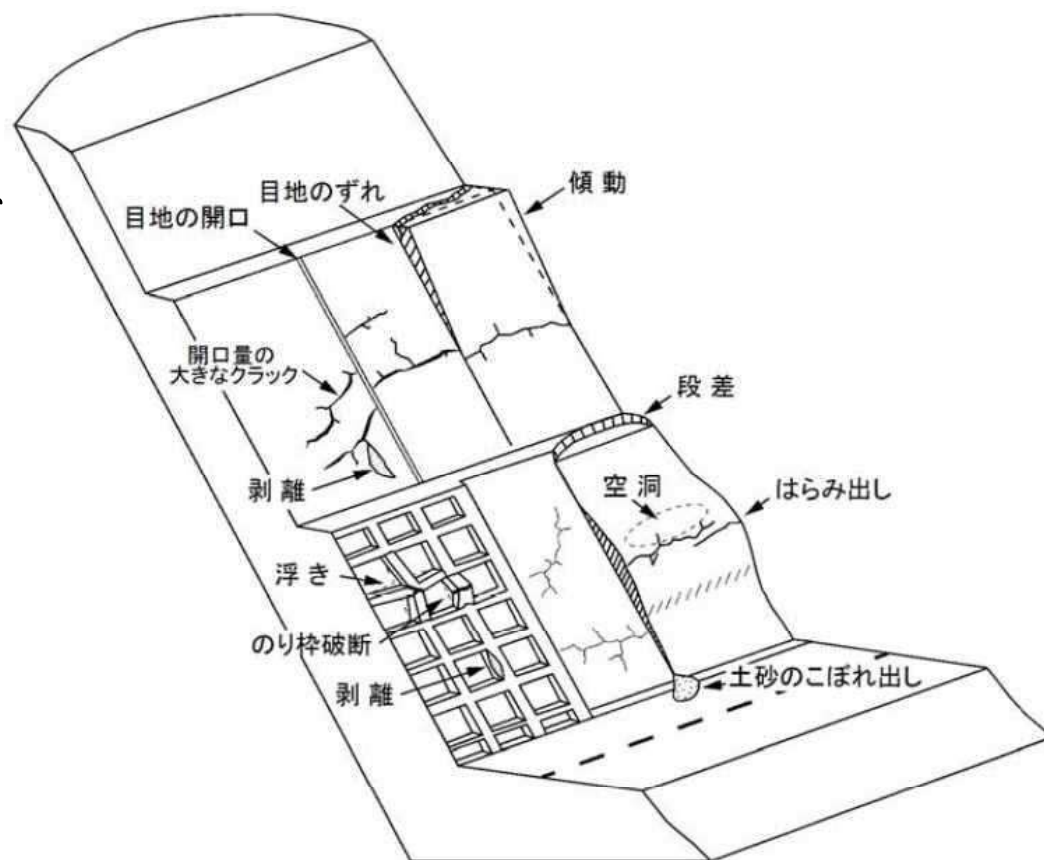 傾動
目地のずれ
目地の開口
開口量の
大きなクラック
段差
剥離
空洞
はらみ出し
浮き
のり枠破断
剥離
土砂のこぼれ出し